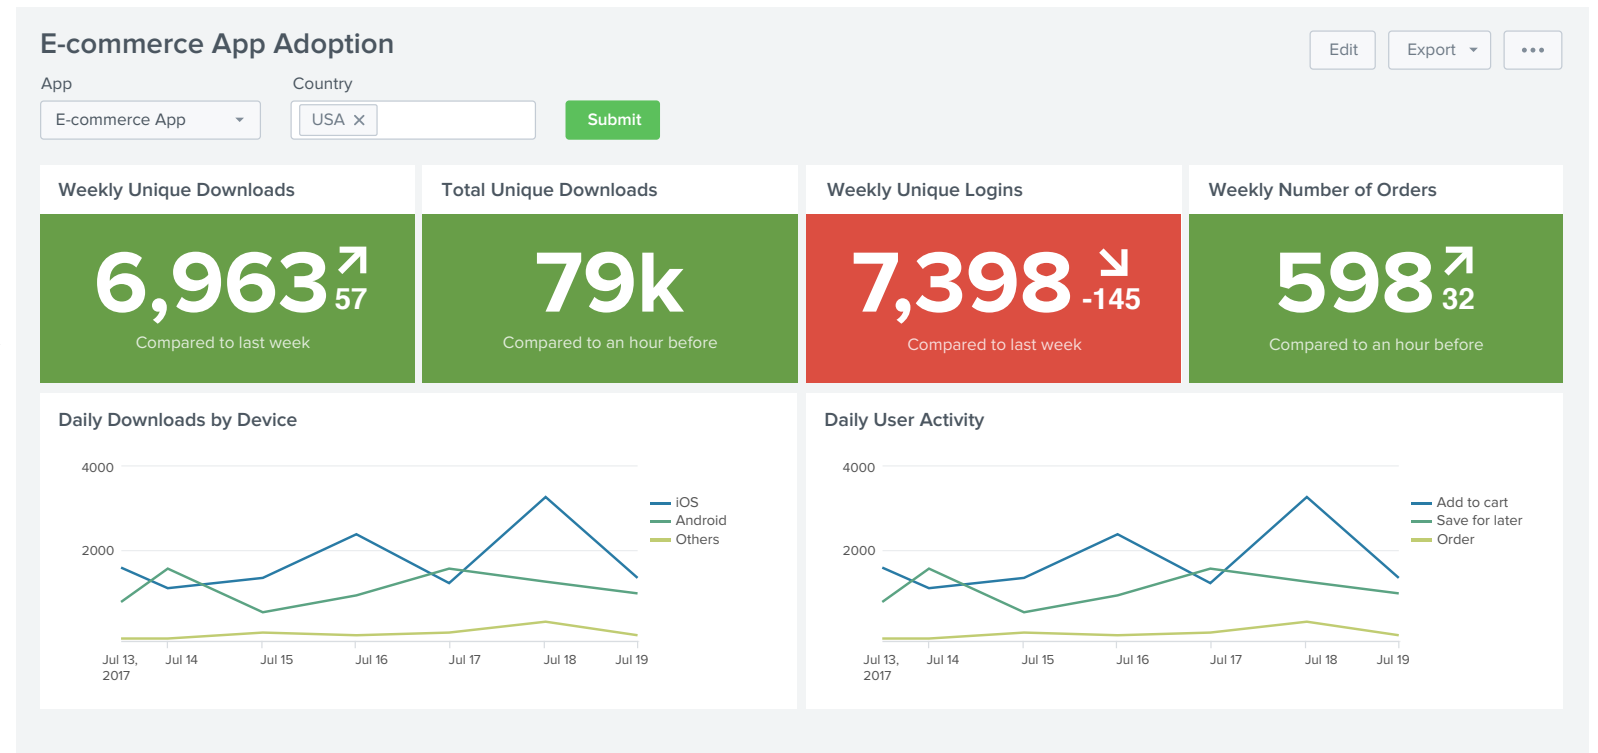 E-commerce App Adoption
Edit
Export
App
Country
E-commerce App
USA
Submit
Weekly Unique Downloads
6,963
57
Compared to last week
Total Unique Downloads
79k
Compared to an hour before
Weekly Unique Logins
7,398
-145
Compared to last week
Weekly Number of Orders
598
32
Compared to an hour before
Daily Downloads by Device
4000
2000
Jul 13,
2017
Jul 14
Jul 15
Jul 16
Jul 17
Jul 18
Jul 19
iOS
Android
Others
Daily User Activity
4000
2000
Jul 13,
2017
Jul 14
Jul 15
Jul 16
Jul 17
Jul 18
Jul 19
Add to cart
Save for later
Order